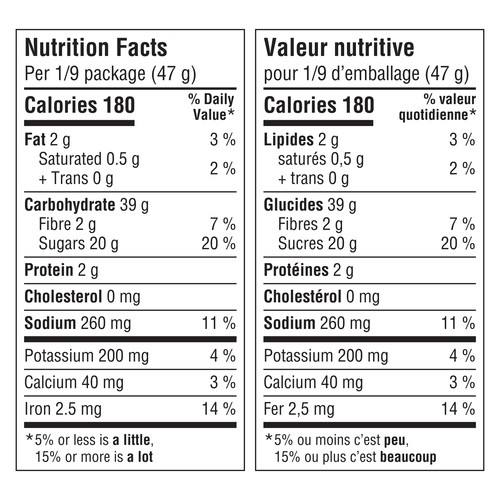 Nutrition Facts
Per 1/9 package (47 g)
Calories 180 % Daily Value*
Fat 2 g 3 %
Saturated 0.5 g
+ Trans 0 g 2 %
Carbohydrate 39 g
Fibre 2 g 7 %
Sugars 20 g 20 %
Protein 2 g
Cholesterol 0 mg
Sodium 260 mg 11 %
Potassium 200 mg 4 %
Calcium 40 mg 3 %
Iron 2.5 mg 14 %
*5% or less is a little,
15% or more is a lot
Valeur nutritive
pour 1/9 d’emballage (47 g)
Calories 180 % valeur quotidienne*
Lipides 2 g 3 %
saturés 0,5 g
+ trans 0 g 2 %
Glucides 39 g
Fibres 2 g 7 %
Sucres 20 g 20 %
Protéines 2 g
Cholestérol 0 mg
Sodium 260 mg 11 %
Potassium 200 mg 4 %
Calcium 40 mg 3 %
Fer 2,5 mg 14 %
*5% ou moins c’est peu,
15% ou plus c’est beaucoup